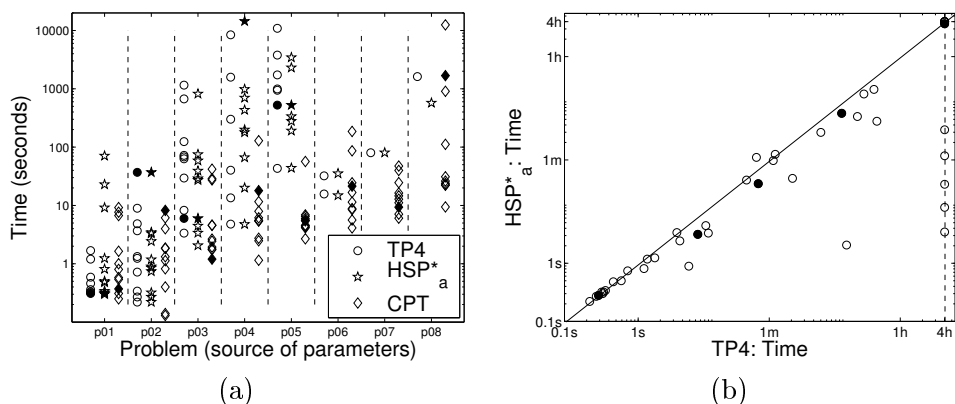 10000
1000
100
10
1
Time (seconds)
p01 p02 p03 p04 p05 p06 p07 p08
Problem (source of parameters)
TP4
HSP*a
CPT
(a)
4h
1h
1m
1s
0.1s
HSP*a: Time
0.1s 1s 1m 1h 4h
TP4: Time
(b)